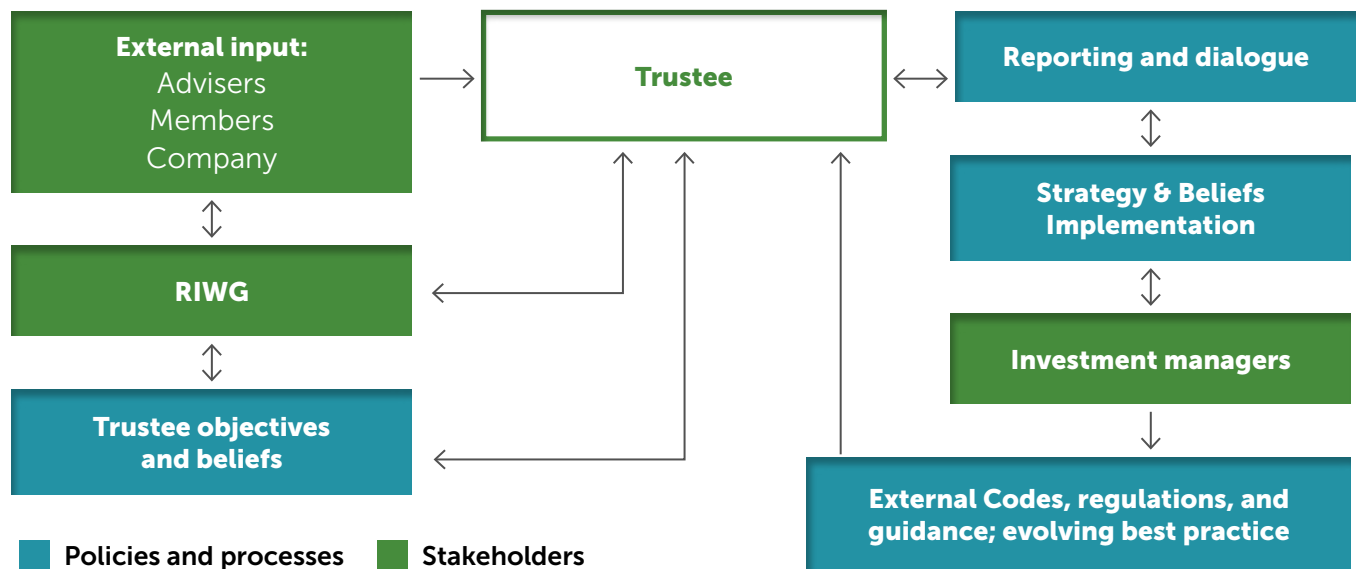 External input:
Advisers
Members
Company
Trustee
Reporting and dialogue
Strategy & Beliefs
Implementation
RIWG
Investment managers
Trustee objectives
and beliefs
External Codes, regulations, and
guidance; evolving best practice
Policies and processes
Stakeholders